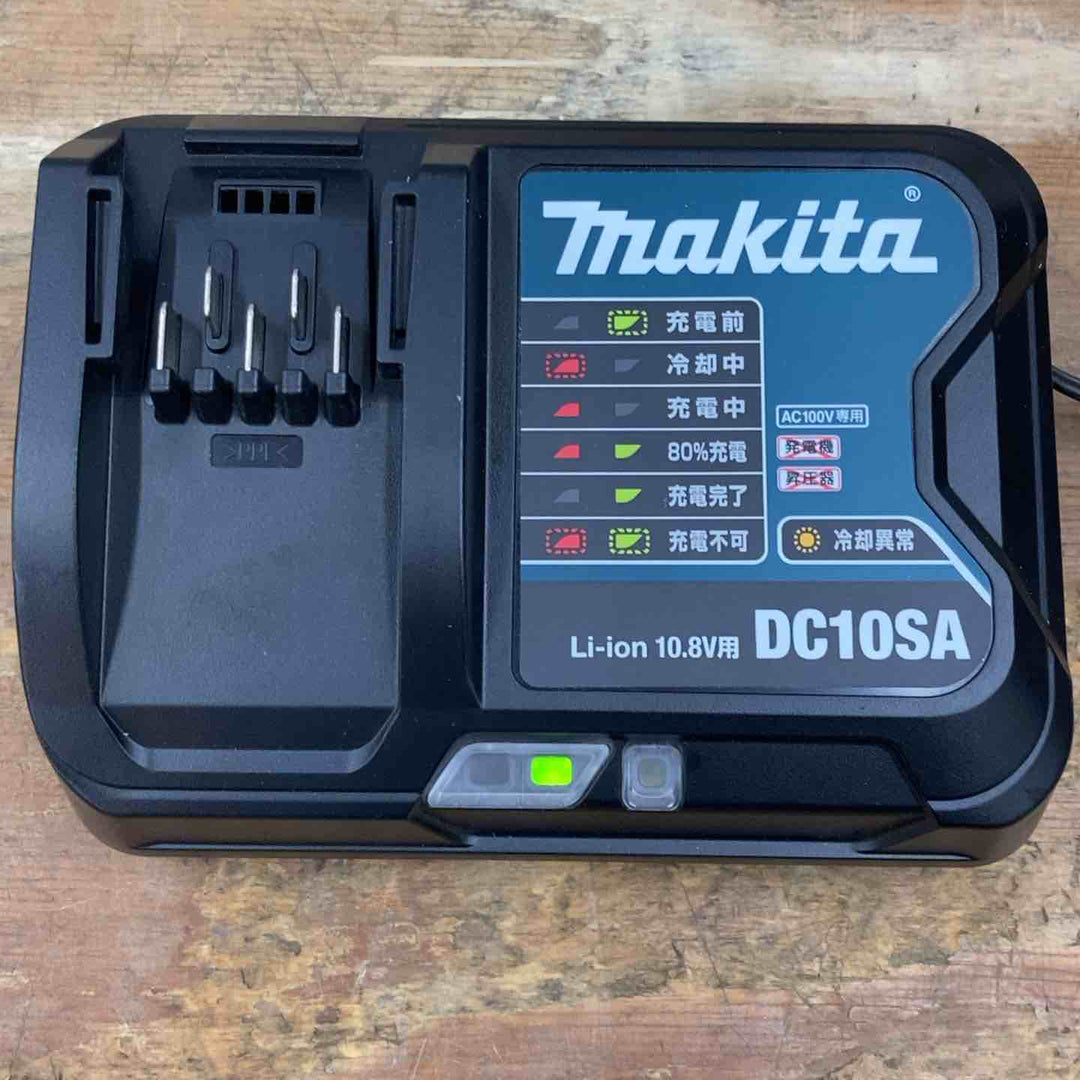 makita®
充電前
冷却中
充電中
80%充電
充電完了
充電不可
AC100V専用
発電機
昇圧器
冷却異常
Li-ion 10.8V用 DC10SA